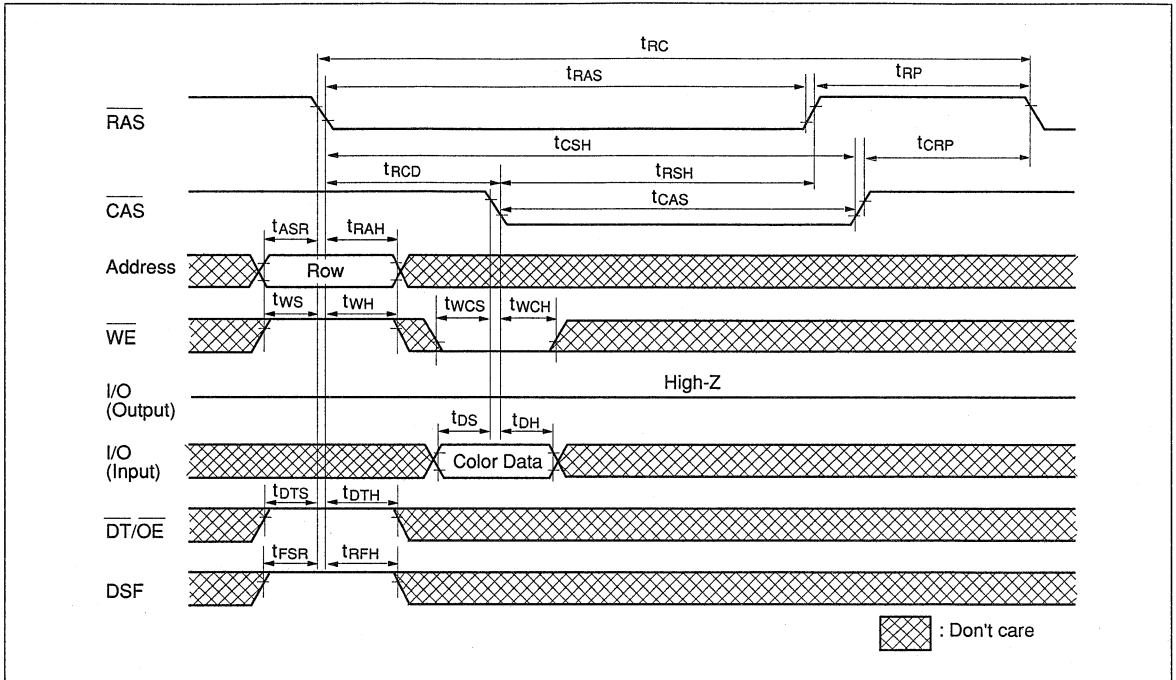 tRC
tRAS
tRP
RAS
tCSH
tCRP
tRCD
tRSH
CAS
tCAS
tASR
tRAH
Address
Row
tWS
tWH
tWCS
tWCH
WE
I/O
(Output)
High-Z
tDS
tDH
I/O
(Input)
Color Data
tDTS
tDTH
DT/OE
tFSR
tRFH
DSF
: Don't care